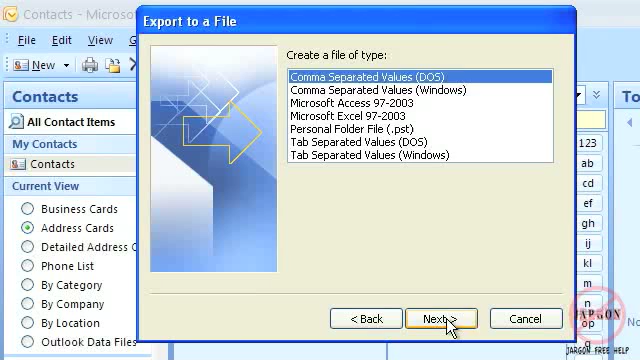 Contacts - Microso
Export to a File
File Edit View
New
Create a file of type:
Comma Separated Values (DOS)
Comma Separated Values (Windows)
Microsoft Access 97-2003
Microsoft Excel 97-2003
Personal Folder File (.pst)
Tab Separated Values (DOS)
Tab Separated Values (Windows)
< Back
Next >
Cancel
Contacts
All Contact Items
My Contacts
Contacts
Current View
Business Cards
Address Cards
Detailed Address C
Phone List
By Category
By Company
By Location
Outlook Data Files
To
123
ab
cd
ef
gh
ij
kl
m
n
op
q
No
JARGON
JARGON FREE HELP